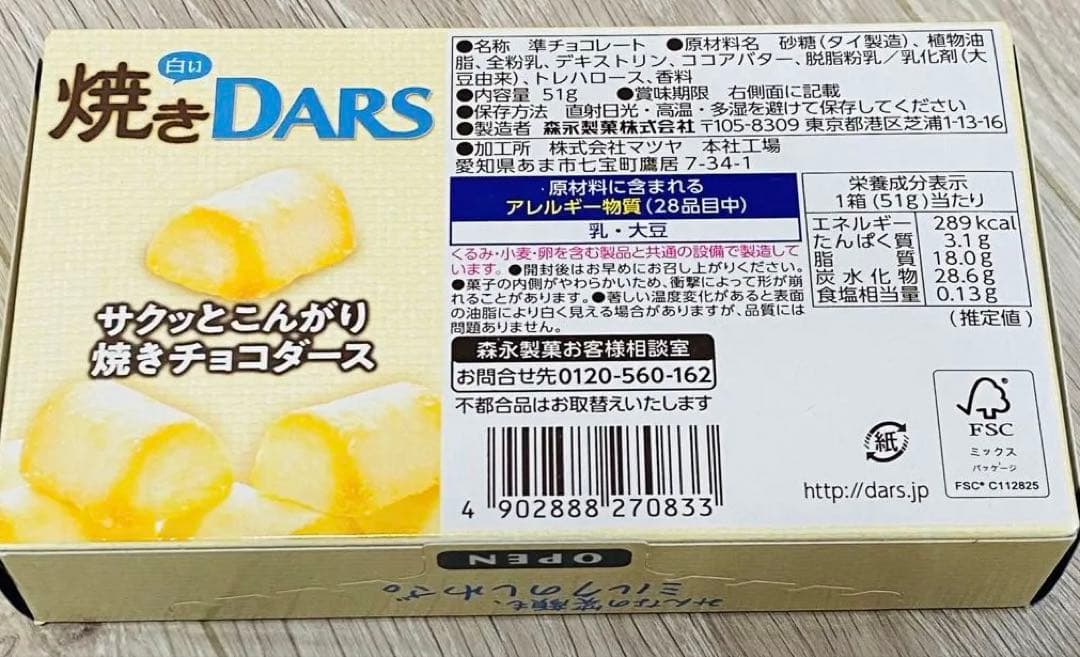 白い
焼きDARS
サクッとこんがり
焼きチョコダース
●名称 準チョコレート ●原材料名 砂糖(タイ製造)、植物油
脂、全粉乳、デキストリン、ココアバター、脱脂粉乳/乳化剤(大
豆由来)、トレハロース、香料
●内容量 51g ●賞味期限 右側面に記載
●保存方法 直射日光・高温・多湿を避けて保存してください
●製造者 森永製菓株式会社 〒105-8309 東京都港区芝浦1-13-16
●加工所 株式会社マツヤ 本社工場
愛知県あま市七宝町鷹居 7-34-1
原材料に含まれる
アレルギー物質(28品目中)
乳・大豆
くるみ・小麦・卵を含む製品と共通の設備で製造して
います。●開封後はお早めにお召し上がりください。
●菓子の内側がやわらかいため、衝撃によって形が崩
れることがあります。●著しい温度変化があると表面
の油脂により白く見える場合がありますが、品質には
問題ありません。
栄養成分表示
1箱(51g)当たり
エネルギー 289kcal
たんぱく質 3.1g
脂質 18.0g
炭水化物 28.6g
食塩相当量 0.13g
(推定値)
森永製菓お客様相談室
お問合せ先0120-560-162
不都合品はお取替えいたします
4 902888 270833
紙
http://dars.jp
FSC
ミックス
パッケージ
FSC® C112825
OPEN
みんなの笑顔も、
ミルクのしわざ。